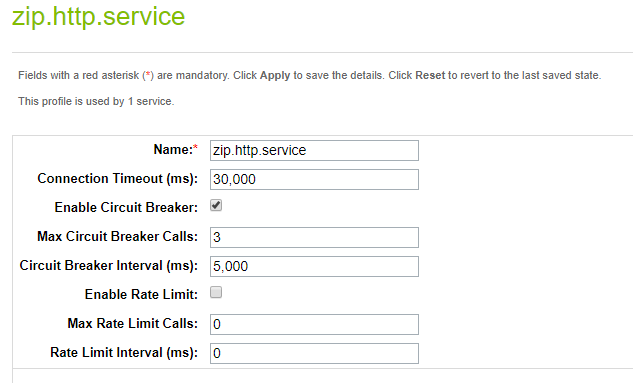 zip.http.service
Fields with a red asterisk (*) are mandatory. Click Apply to save the details. Click Reset to revert to the last saved state.
This profile is used by 1 service.
Name:* zip.http.service
Connection Timeout (ms): 30,000
Enable Circuit Breaker:
Max Circuit Breaker Calls: 3
Circuit Breaker Interval (ms): 5,000
Enable Rate Limit:
Max Rate Limit Calls: 0
Rate Limit Interval (ms): 0